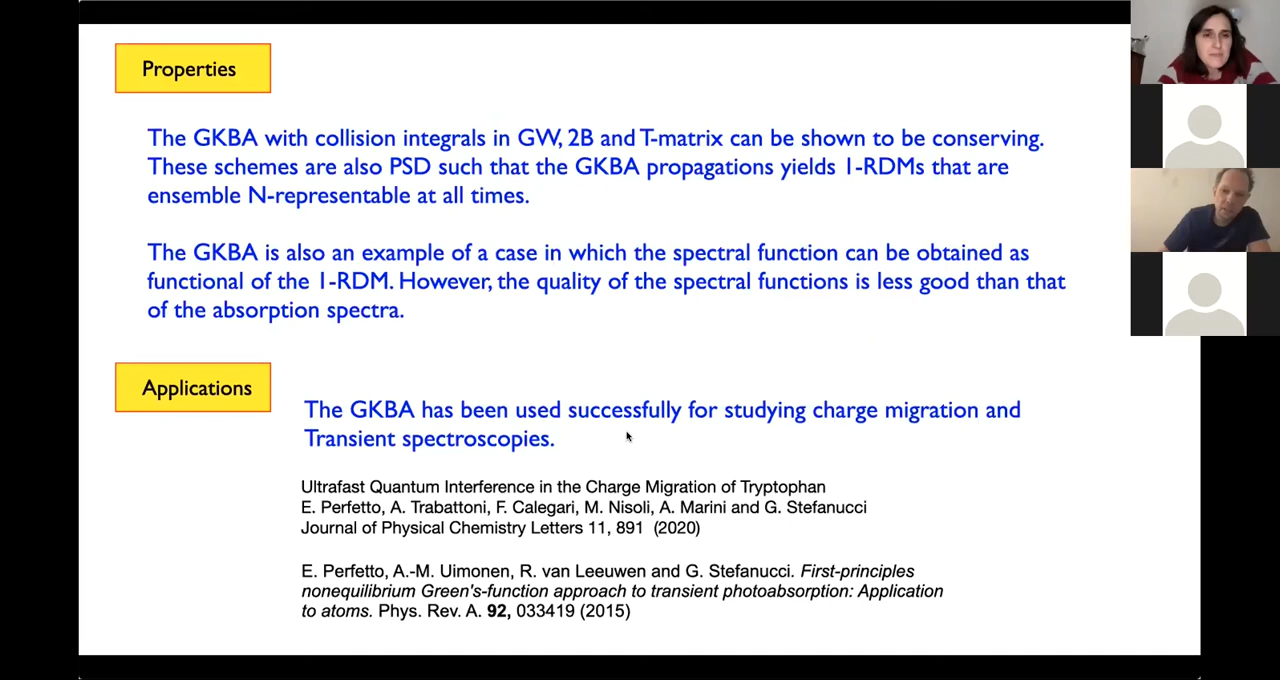 Properties
The GKBA with collision integrals in GW, 2B and T-matrix can be shown to be conserving.
These schemes are also PSD such that the GKBA propagations yields 1-RDMs that are
ensemble N-representable at all times.
The GKBA is also an example of a case in which the spectral function can be obtained as
functional of the 1-RDM. However, the quality of the spectral functions is less good than that
of the absorption spectra.
Applications
The GKBA has been used successfully for studying charge migration and
Transient spectroscopies.
Ultrafast Quantum Interference in the Charge Migration of Tryptophan
E. Perfetto, A. Trabattoni, F. Calegari, M. Nisoli, A. Marini and G. Stefanucci
Journal of Physical Chemistry Letters 11, 891 (2020)
E. Perfetto, A.-M. Uimonen, R. van Leeuwen and G. Stefanucci. First-principles
nonequilibrium Green's-function approach to transient photoabsorption: Application
to atoms. Phys. Rev. A. 92, 033419 (2015)